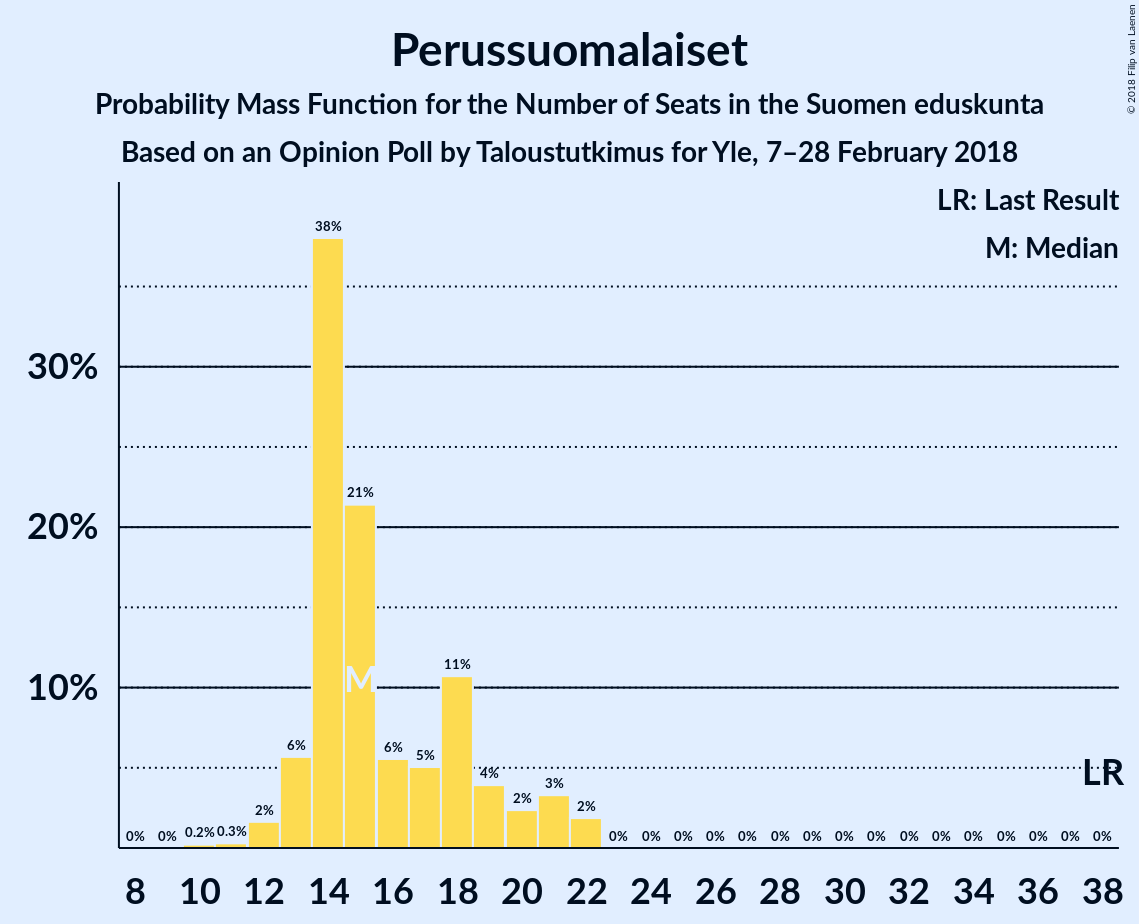 Perussuomalaiset
Probability Mass Function for the Number of Seats in the Suomen eduskunta
Based on an Opinion Poll by Taloustutkimus for Yle, 7–28 February 2018
© 2018 Filip van Laenen
LR: Last Result
M: Median
38%
30%
21%
20%
M
11%
10%
6% 6% 5% 4% 3% 2% 2% 2%
LR
0% 0% 0.2% 0.3% 0% 0% 0% 0% 0% 0% 0% 0% 0% 0% 0% 0% 0% 0% 0% 0%
8 10 12 14 16 18 20 22 24 26 28 30 32 34 36 38